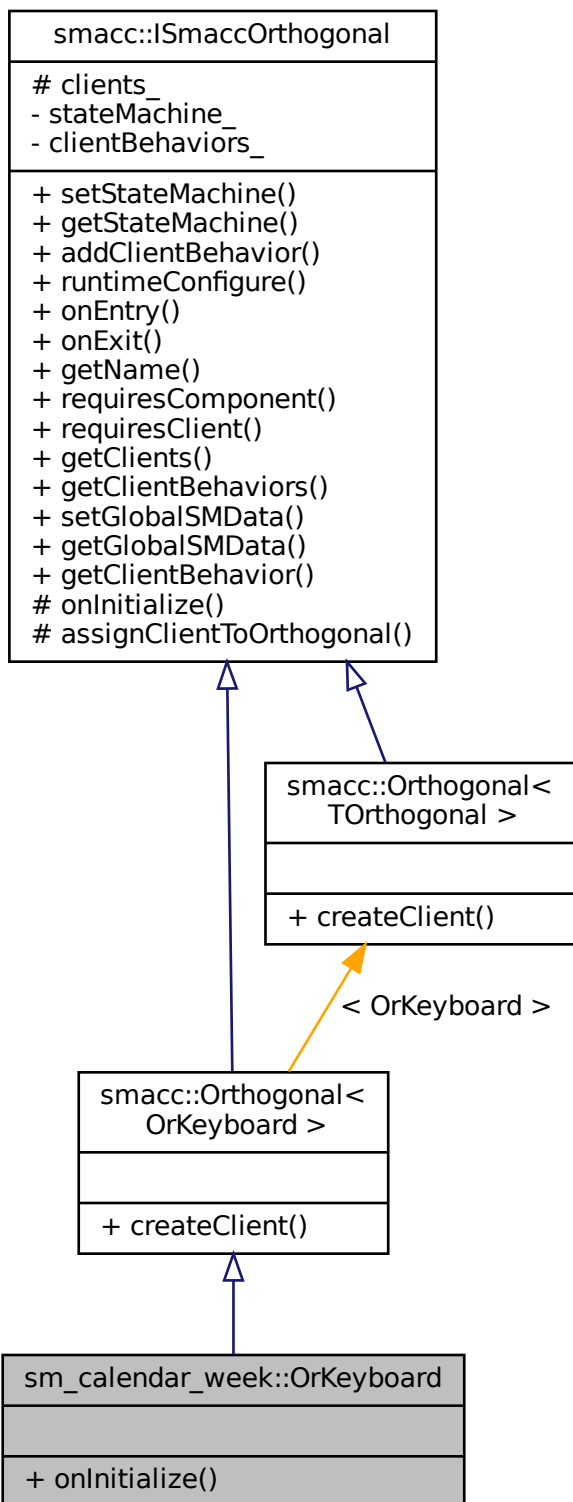 smacc::ISmaccOrthogonal
# clients_
- stateMachine_
- clientBehaviors_
+ setStateMachine()
+ getStateMachine()
+ addClientBehavior()
+ runtimeConfigure()
+ onEntry()
+ onExit()
+ getName()
+ requiresComponent()
+ requiresClient()
+ getClients()
+ getClientBehaviors()
+ setGlobalSMData()
+ getGlobalSMData()
+ getClientBehavior()
# onInitialize()
# assignClientToOrthogonal()
smacc::Orthogonal<
TOrthogonal >
+ createClient()
< OrKeyboard >
smacc::Orthogonal<
OrKeyboard >
+ createClient()
sm_calendar_week::OrKeyboard
+ onInitialize()